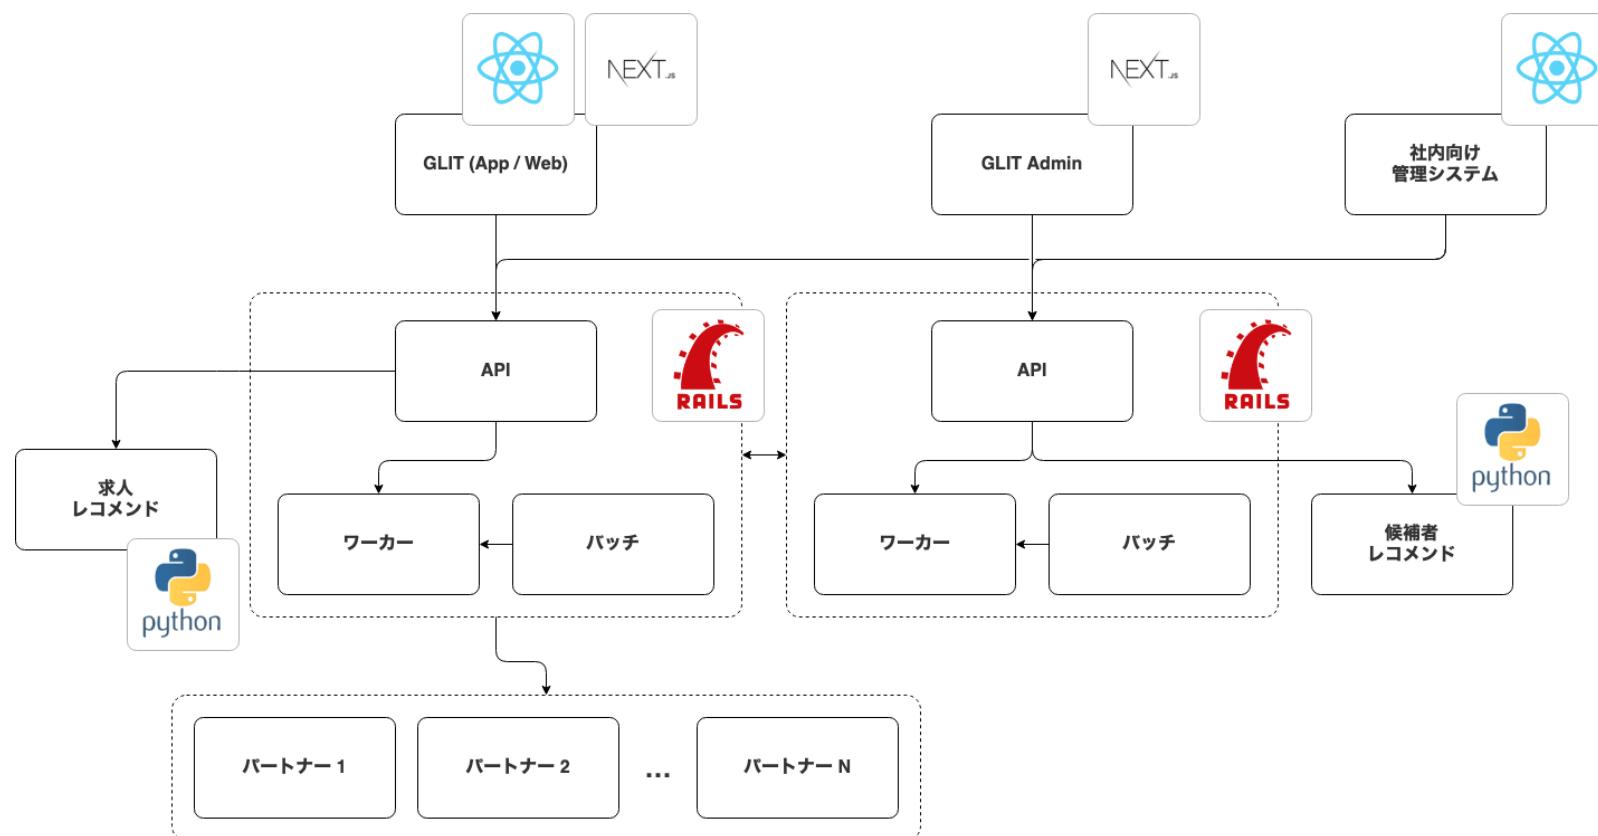 NEXT.JS
NEXT.JS
GLIT (App / Web)
GLIT Admin
社内向け
管理システム
API
RAILS
API
RAILS
求人
レコメンド
python
ワーカー
バッチ
ワーカー
バッチ
python
候補者
レコメンド
パートナー 1
パートナー 2
...
パートナー N